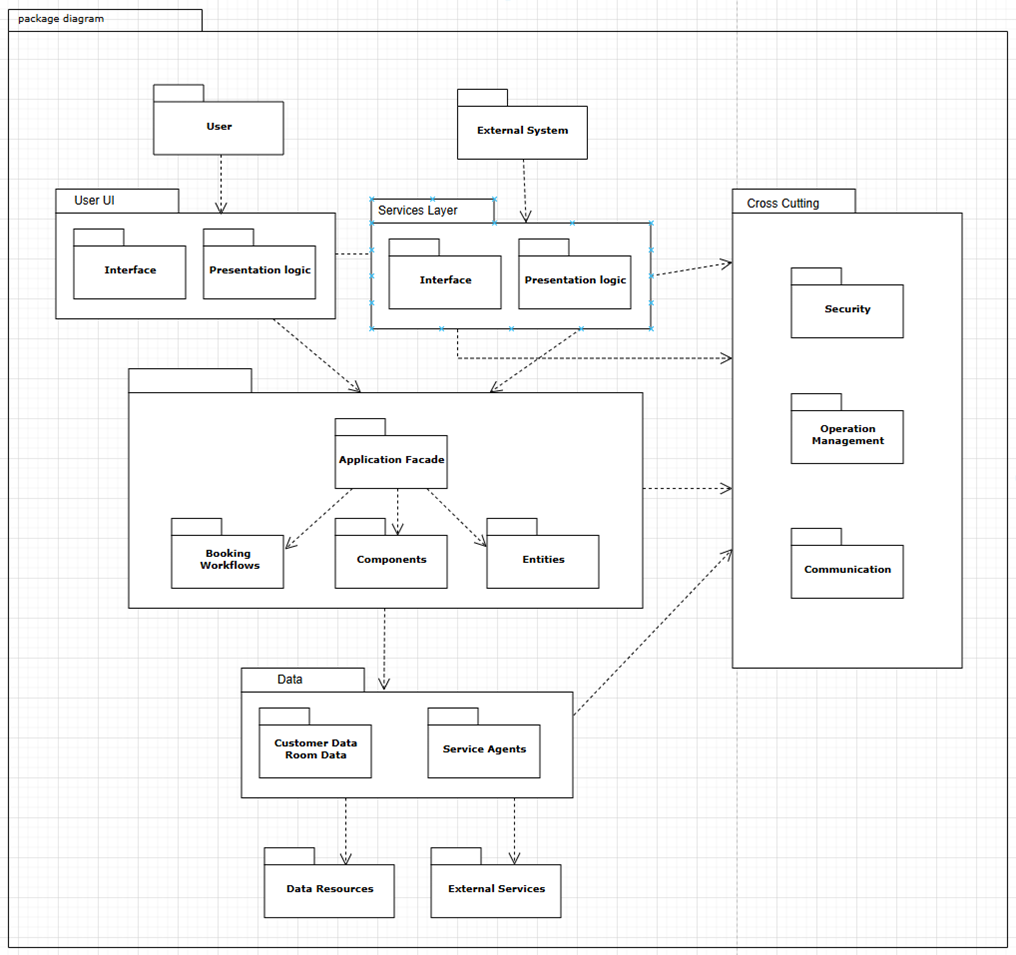 package diagram
User
External System
User UI
Interface
Presentation logic
Services Layer
Interface
Presentation logic
Cross Cutting
Security
Operation
Management
Communication
Application Facade
Booking
Workflows
Components
Entities
Data
Customer Data
Room Data
Service Agents
Data Resources
External Services